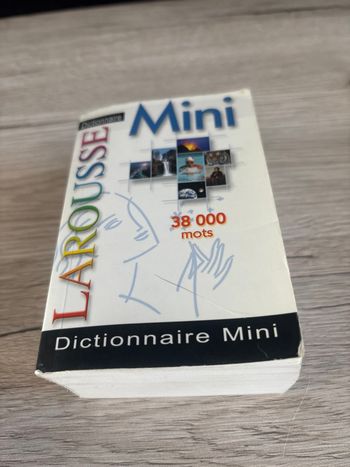 Dictionnaire
LAROUSSE
Mini
38 000
mots
Dictionnaire Mini